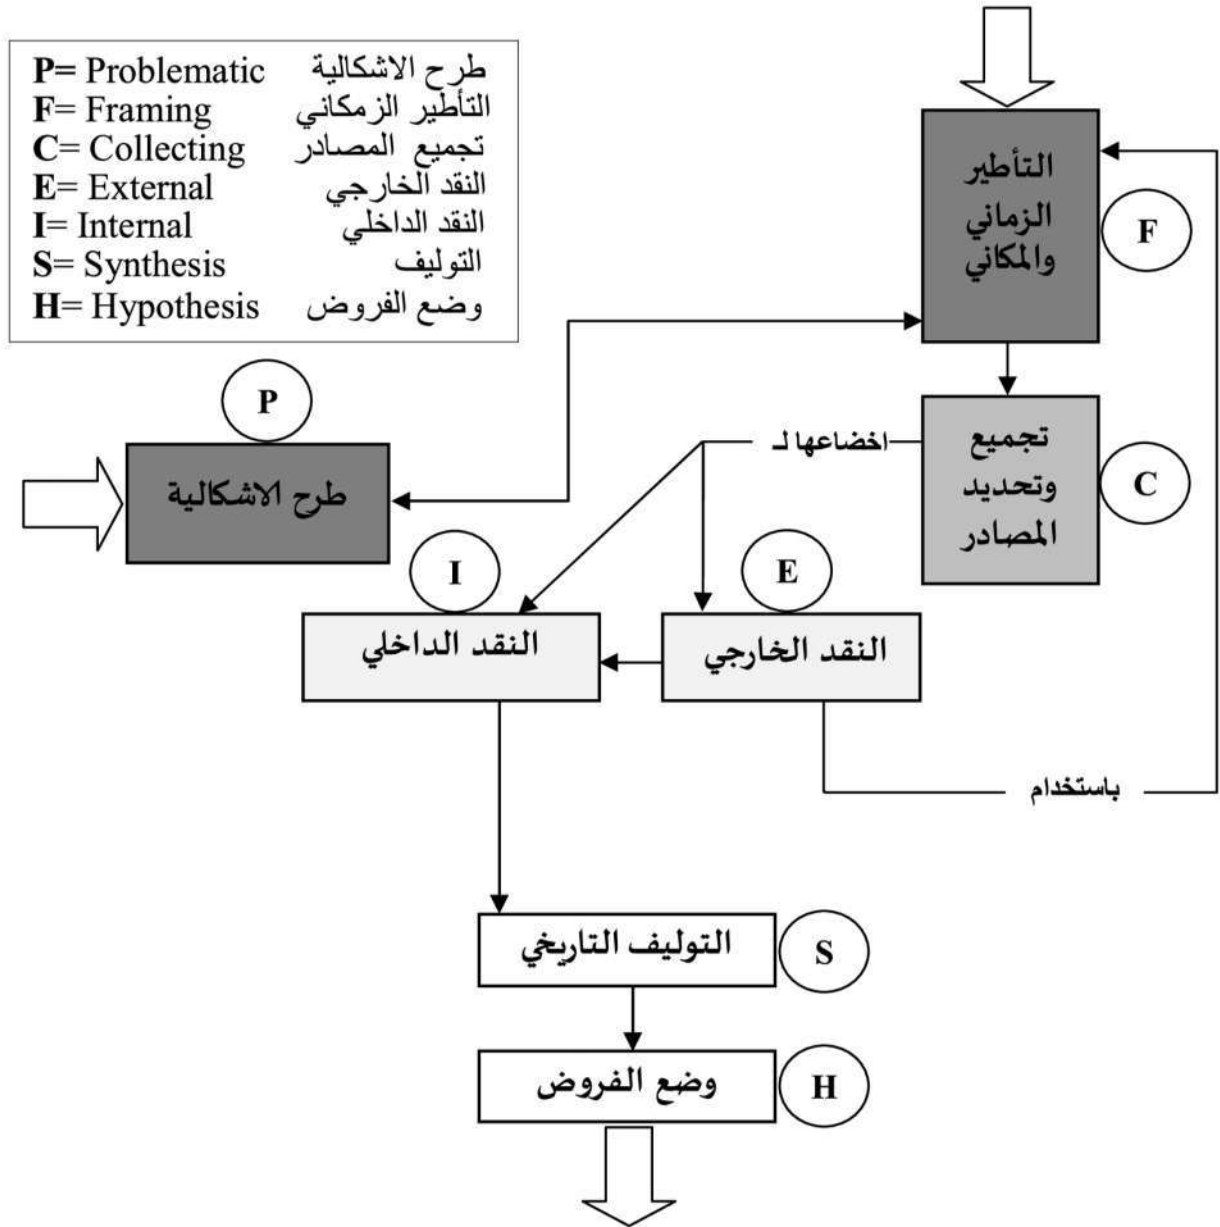 P= Problematic طرح الاشكالية
F= Framing التأطير الزمكاني
C= Collecting تجميع المصادر
E= External النقد الخارجي
I= Internal النقد الداخلي
S= Synthesis التوليف
H= Hypothesis وضع الفروض
التأطير
الزماني
والمكاني
F
P
طرح الاشكالية
اخضاعها لـ
تجميع
وتحديد
المصادر
C
I
E
النقد الداخلي
النقد الخارجي
باستخدام
التوليف التاريخي
S
وضع الفروض
H